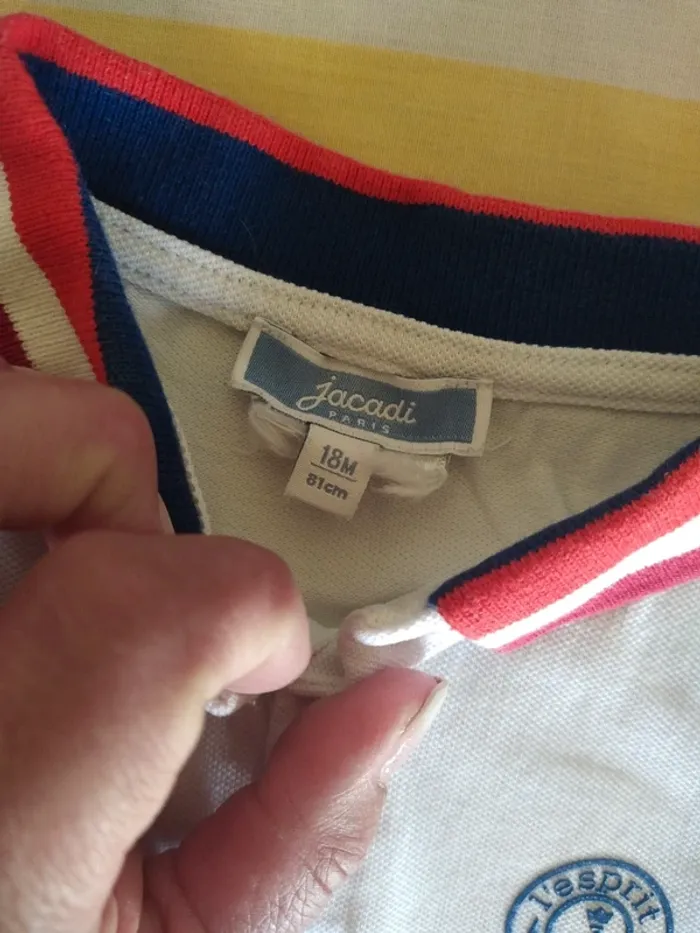 jacadi
PARIS
18M
81cm
l'esprit